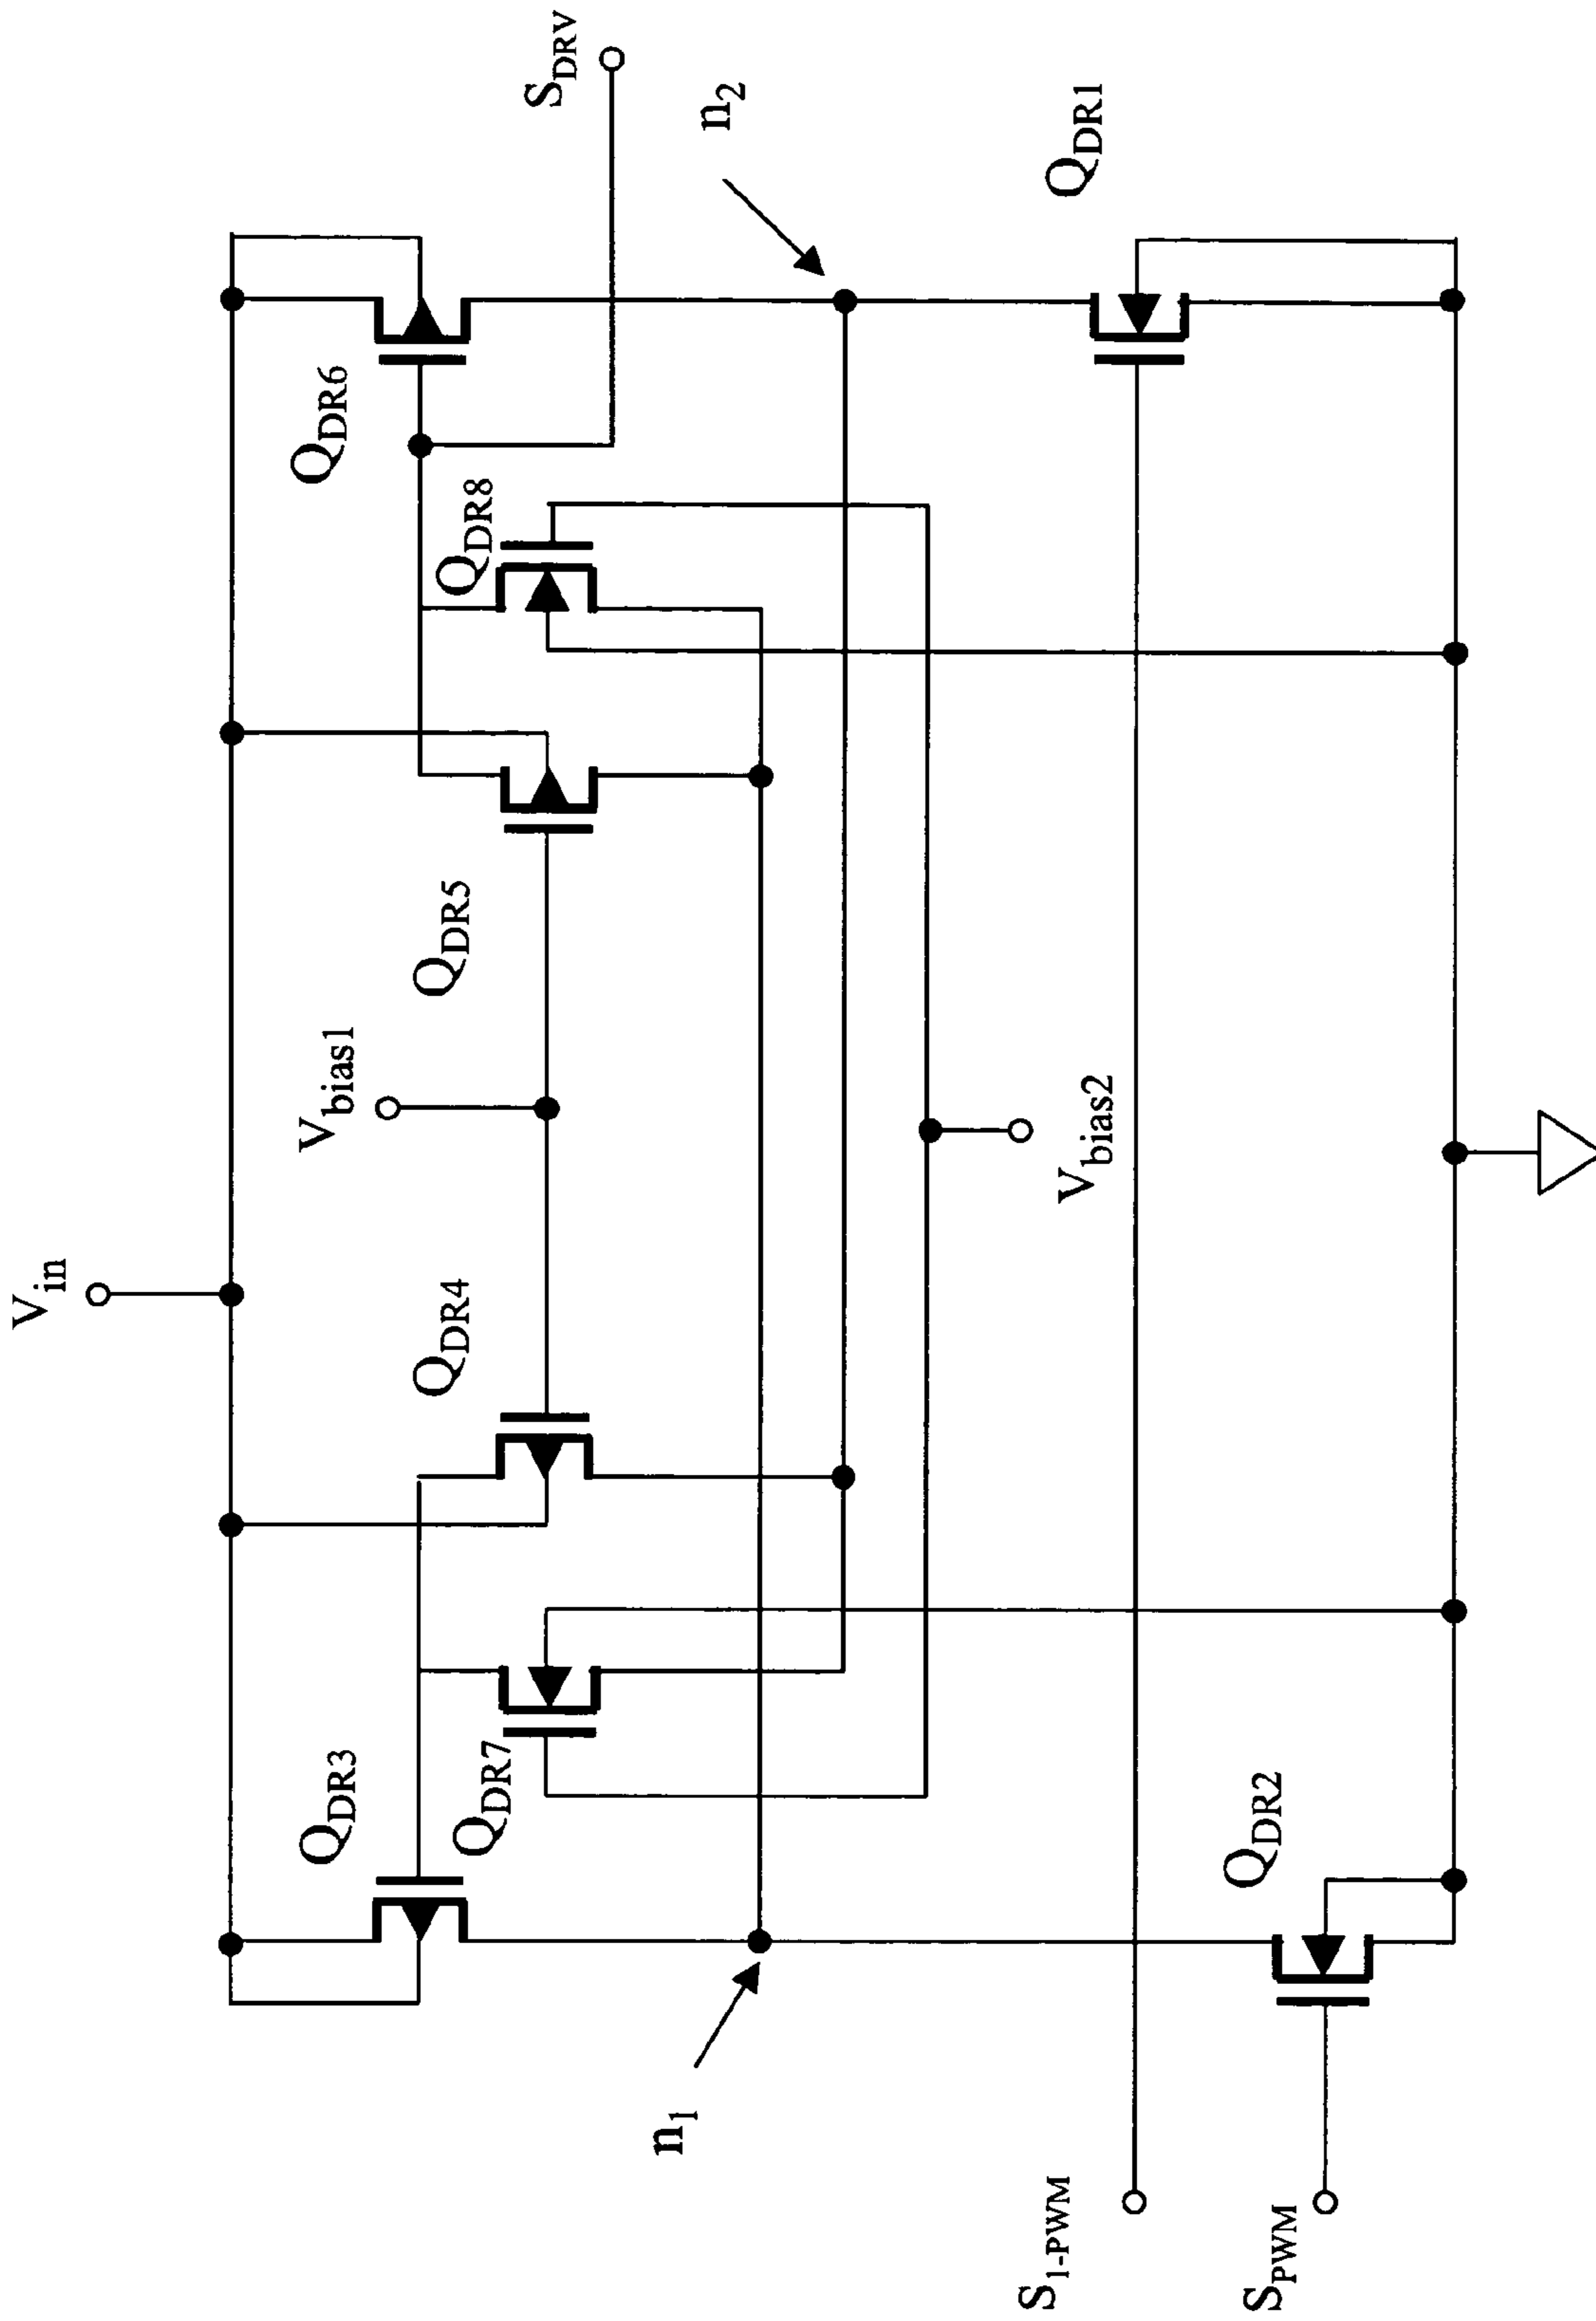 V_in
S_DRV
n_2
Q_DR6
Q_DR8
Q_DR5
V_bias1
Q_DR4
Q_DR3
Q_DR7
V_bias2
Q_DR1
Q_DR2
n_1
S_1-PWM
S_PWM